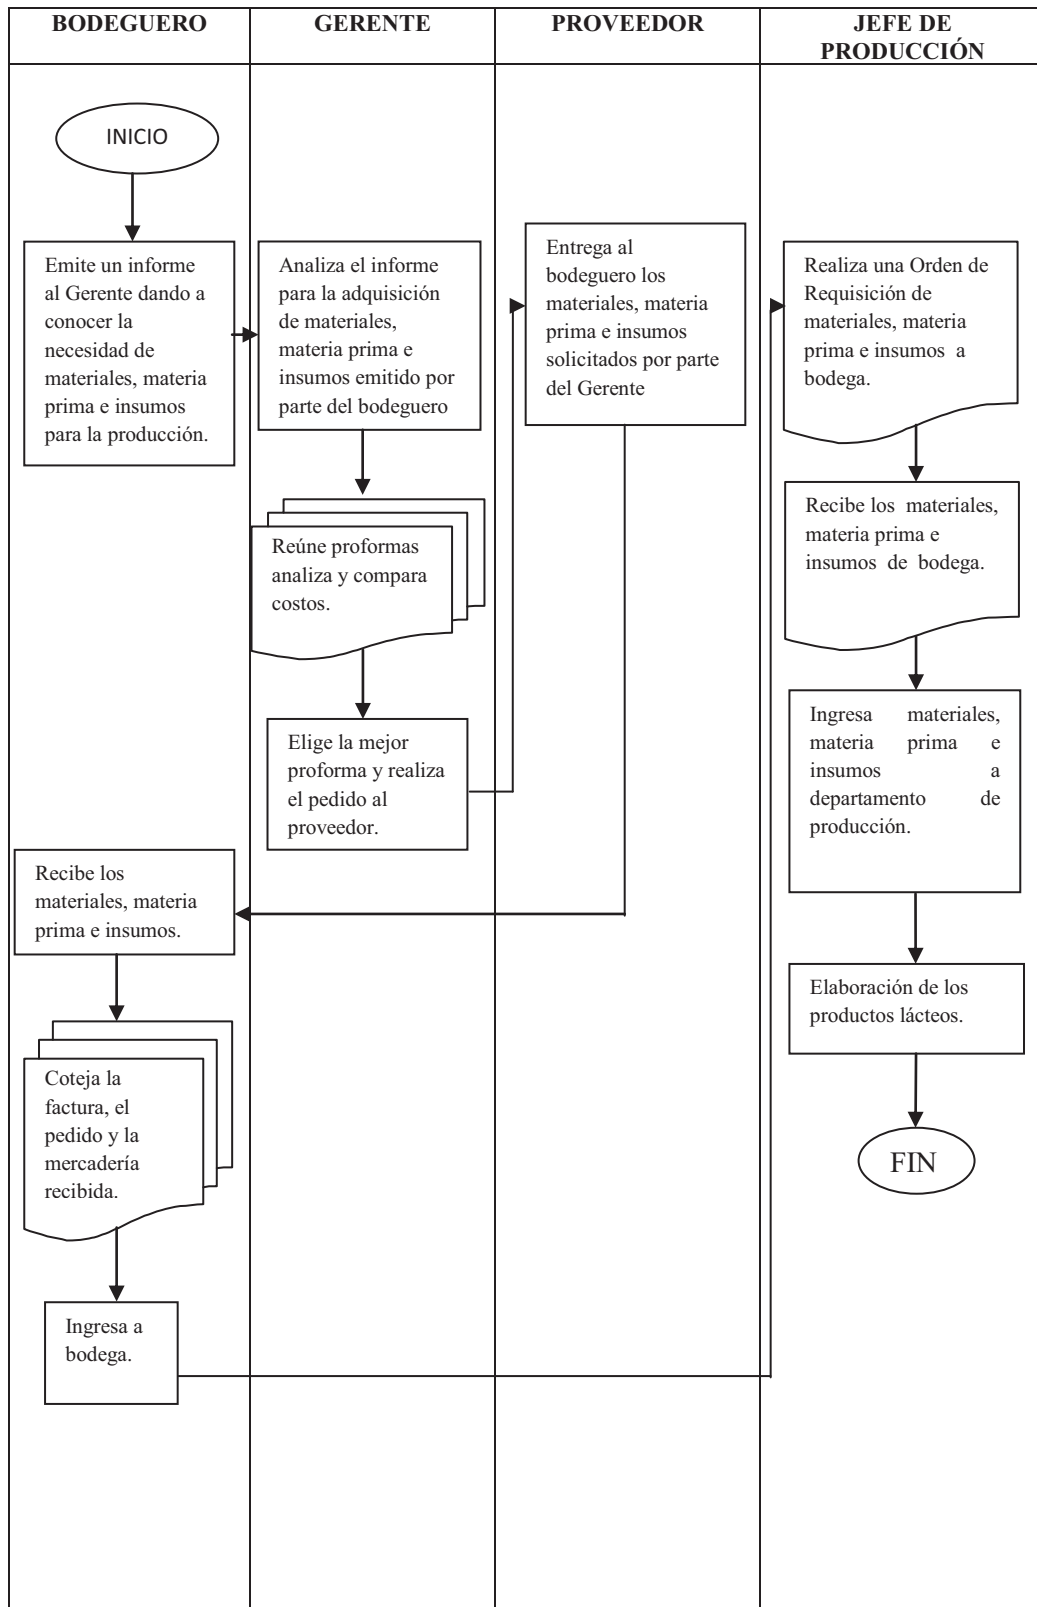 BODEGUERO
GERENTE
PROVEEDOR
JEFE DE
PRODUCCIÓN
INICIO
Emite un informe
al Gerente dando a
conocer la
necesidad de
materiales, materia
prima e insumos
para la producción.
Analiza el informe
para la adquisición
de materiales,
materia prima e
insumos emitido por
parte del bodeguero
Reúne proformas
analiza y compara
costos.
Elige la mejor
proforma y realiza
el pedido al
proveedor.
Entrega al
bodeguero los
materiales, materia
prima e insumos
solicitados por parte
del Gerente
Recibe los
materiales, materia
prima e insumos.
Coteja la
factura, el
pedido y la
mercadería
recibida.
Ingresa a
bodega.
Realiza una Orden de
Requisición de
materiales, materia
prima e insumos a
bodega.
Recibe los materiales,
materia prima e
insumos de bodega.
Ingresa materiales,
materia prima e
insumos a
departamento de
producción.
Elaboración de los
productos lácteos.
FIN